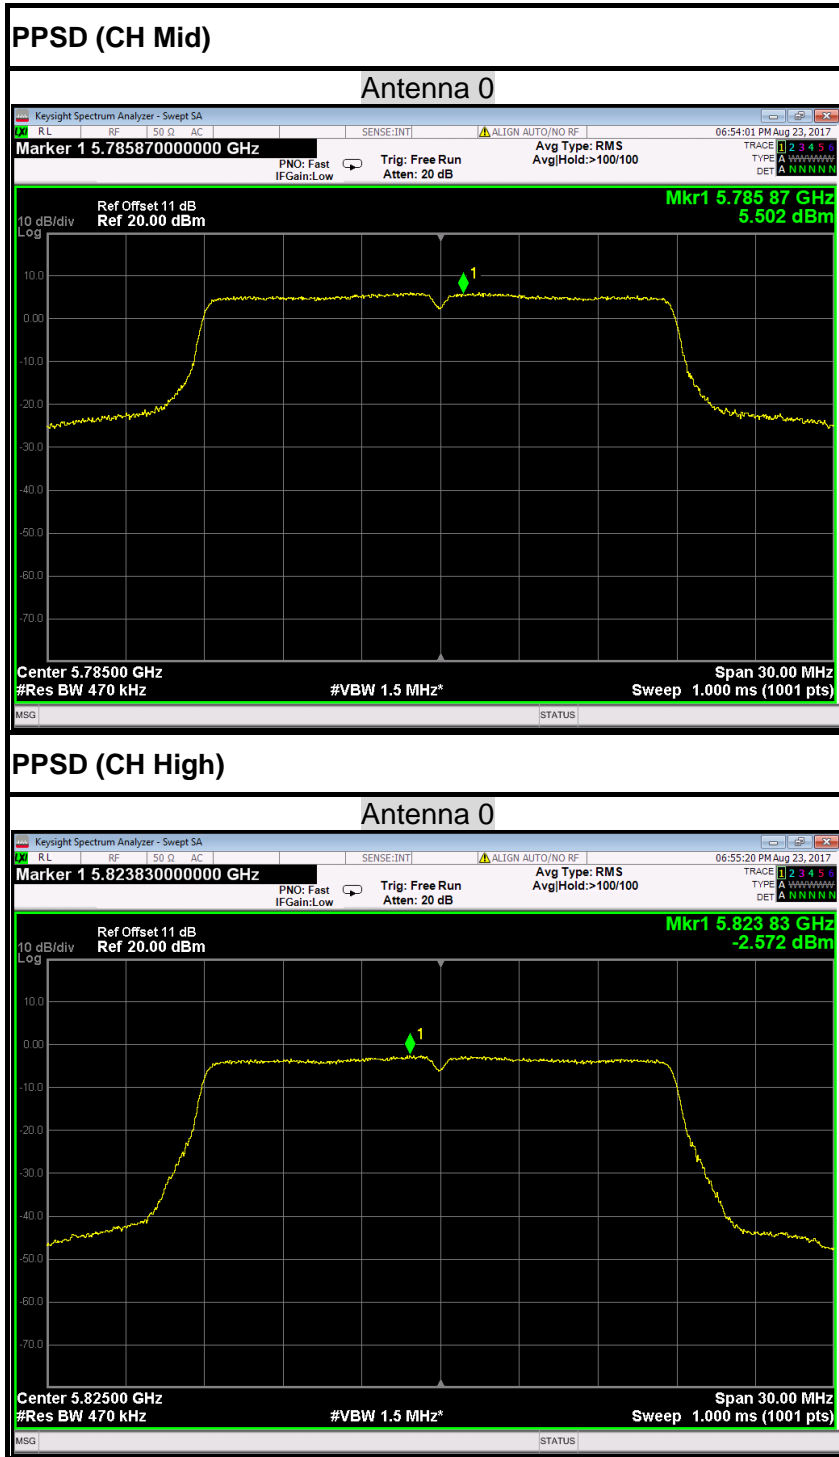 PPSD (CH Mid)
Antenna 0
Keysight Spectrum Analyzer - Swept SA
LXI RL RF 50 Ω AC SENSE:INT ALIGN AUTO/NO RF 06:54:01 PM Aug 23, 2017
Marker 1 5.785870000000 GHz
PNO: Fast
IFGain:Low
Trig: Free Run
Atten: 20 dB
Avg Type: RMS
Avg|Hold:>100/100
TRACE 1 2 3 4 5 6
TYPE A WWWWW
DET A N N N N N
Mkr1 5.785 87 GHz
5.502 dBm
Ref Offset 11 dB
10 dB/div Ref 20.00 dBm
Log
1
10.0
0.00
-10.0
-20.0
-30.0
-40.0
-50.0
-60.0
-70.0
Center 5.78500 GHz Span 30.00 MHz
#Res BW 470 kHz #VBW 1.5 MHz* Sweep 1.000 ms (1001 pts)
MSG STATUS
PPSD (CH High)
Antenna 0
Keysight Spectrum Analyzer - Swept SA
LXI RL RF 50 Ω AC SENSE:INT ALIGN AUTO/NO RF 06:55:20 PM Aug 23, 2017
Marker 1 5.823830000000 GHz
PNO: Fast
IFGain:Low
Trig: Free Run
Atten: 20 dB
Avg Type: RMS
Avg|Hold:>100/100
TRACE 1 2 3 4 5 6
TYPE A WWWWW
DET A N N N N N
Mkr1 5.823 83 GHz
-2.572 dBm
Ref Offset 11 dB
10 dB/div Ref 20.00 dBm
Log
10.0
1
0.00
-10.0
-20.0
-30.0
-40.0
-50.0
-60.0
-70.0
Center 5.82500 GHz Span 30.00 MHz
#Res BW 470 kHz #VBW 1.5 MHz* Sweep 1.000 ms (1001 pts)
MSG STATUS